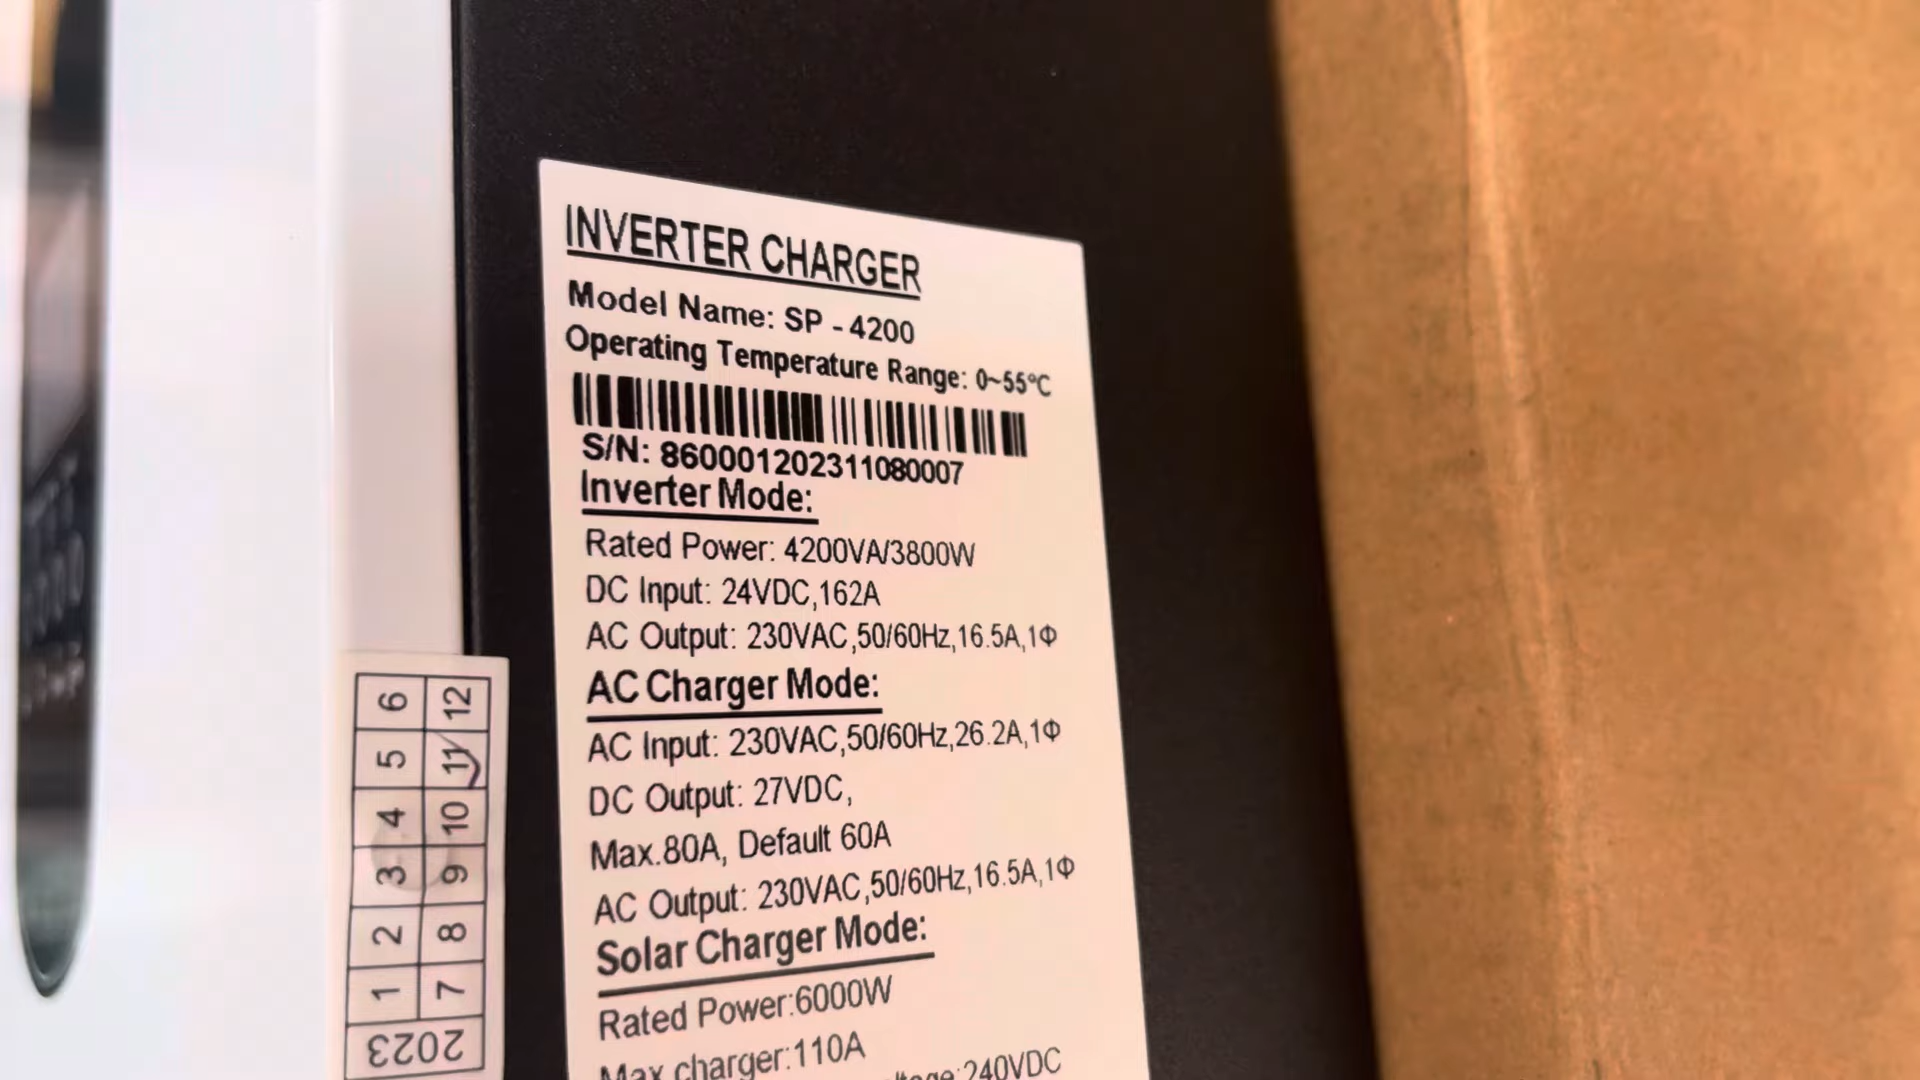 INVERTER CHARGER
Model Name: SP - 4200
Operating Temperature Range: 0~55°C
S/N: 860001202311080007
Inverter Mode:
Rated Power: 4200VA/3800W
DC Input: 24VDC,162A
AC Output: 230VAC,50/60Hz,16.5A,1Φ
AC Charger Mode:
AC Input: 230VAC,50/60Hz,26.2A,1Φ
DC Output: 27VDC,
Max.80A, Default 60A
AC Output: 230VAC,50/60Hz,16.5A,1Φ
Solar Charger Mode:
Rated Power:6000W
Max charger:110A
240VDC
2023
1 2 3 4 5 6
7 8 9 10 11 12